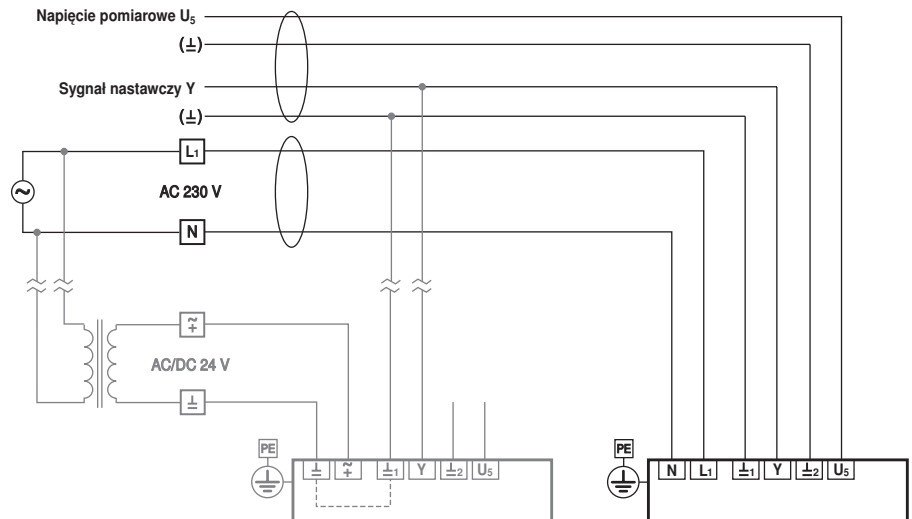 Napięcie pomiarowe U₅
(⊥)
Sygnał nastawczy Y
(⊥)
L₁
~
AC 230 V
N
~
+
AC/DC 24 V
⊥
PE
⊥ ~
+ ⊥₁ Y ⊥₂ U₅
PE
N L₁ ⊥₁ Y ⊥₂ U₅